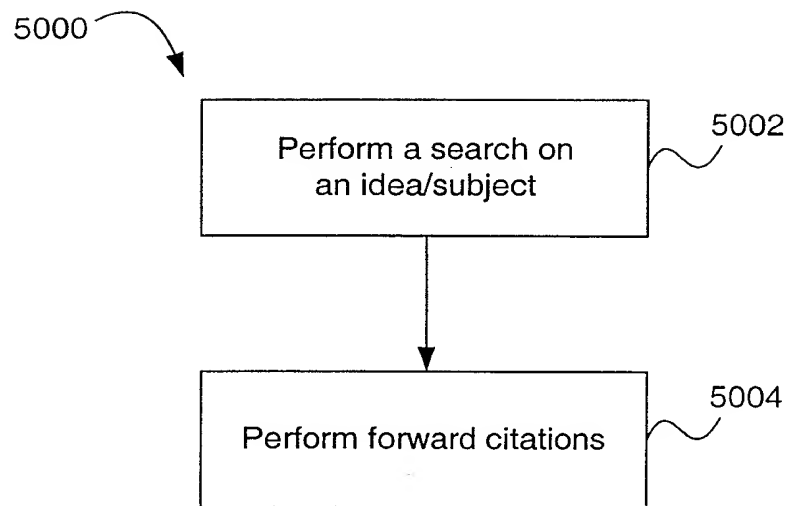 5000
5002
Perform a search on
an idea/subject
5004
Perform forward citations